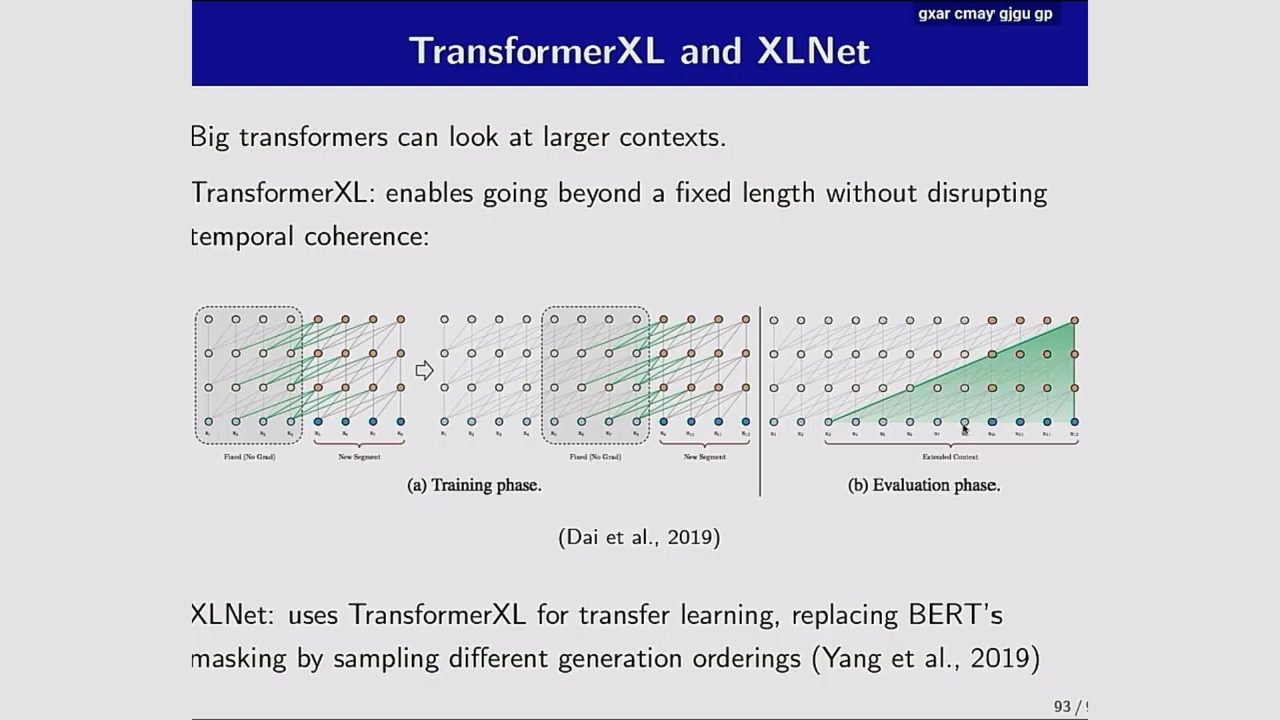 gxar cmay gjgu gp
TransformerXL and XLNet
Big transformers can look at larger contexts.
TransformerXL: enables going beyond a fixed length without disrupting
temporal coherence:
Fixed (No Grad)
New Segment
Fixed (No Grad)
New Segment
Extended Context
(a) Training phase.
(b) Evaluation phase.
(Dai et al., 2019)
XLNet: uses TransformerXL for transfer learning, replacing BERT's
masking by sampling different generation orderings (Yang et al., 2019)
93 /